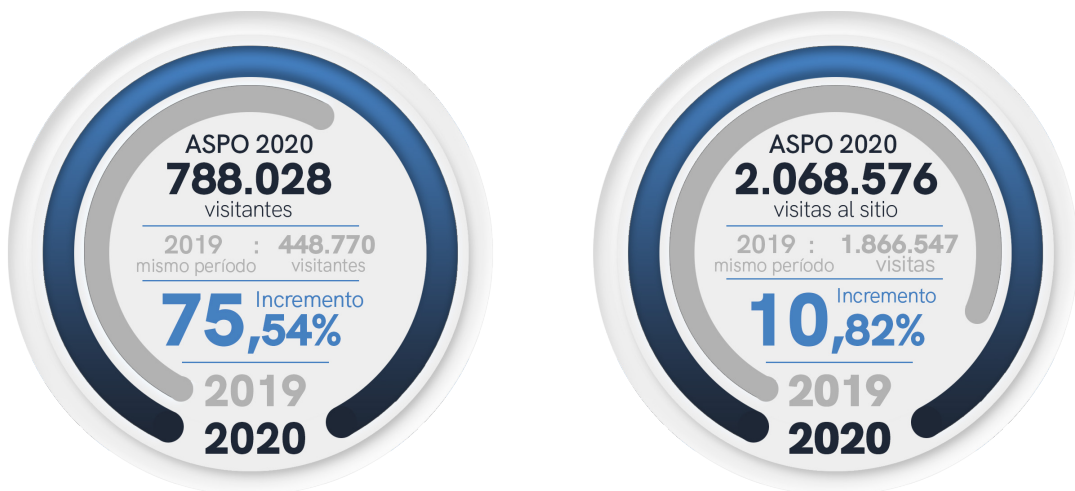 ASPO 2020
788.028
visitantes
2019 : 448.770
mismo período visitantes
75,54% Incremento
2019
2020
ASPO 2020
2.068.576
visitas al sitio
2019 : 1.866.547
mismo período visitas
10,82% Incremento
2019
2020